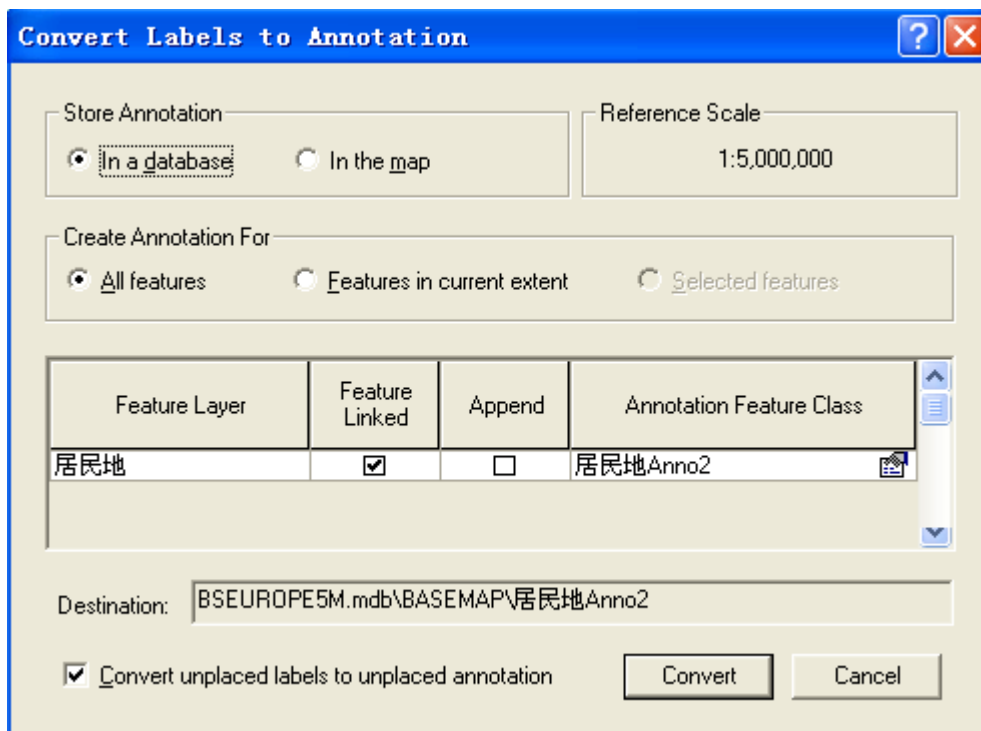 Convert Labels to Annotation
Store Annotation
In a database
In the map
Reference Scale
1:5,000,000
Create Annotation For
All features
Features in current extent
Selected features
Feature Layer
Feature Linked
Append
Annotation Feature Class
居民地
居民地Anno2
Destination:
BSEUROPE5M.mdb\BASEMAP\居民地Anno2
Convert unplaced labels to unplaced annotation
Convert
Cancel